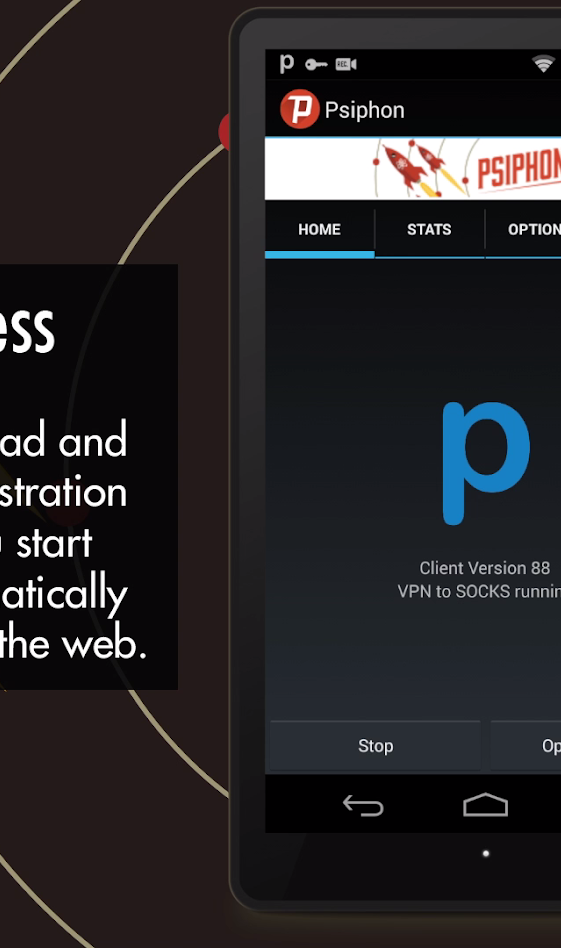 ess
ad and
stration
u start
atically
the web.
p REC
Psiphon
PSIPHON
HOME STATS OPTION
p
Client Version 88
VPN to SOCKS runnin
Stop Op